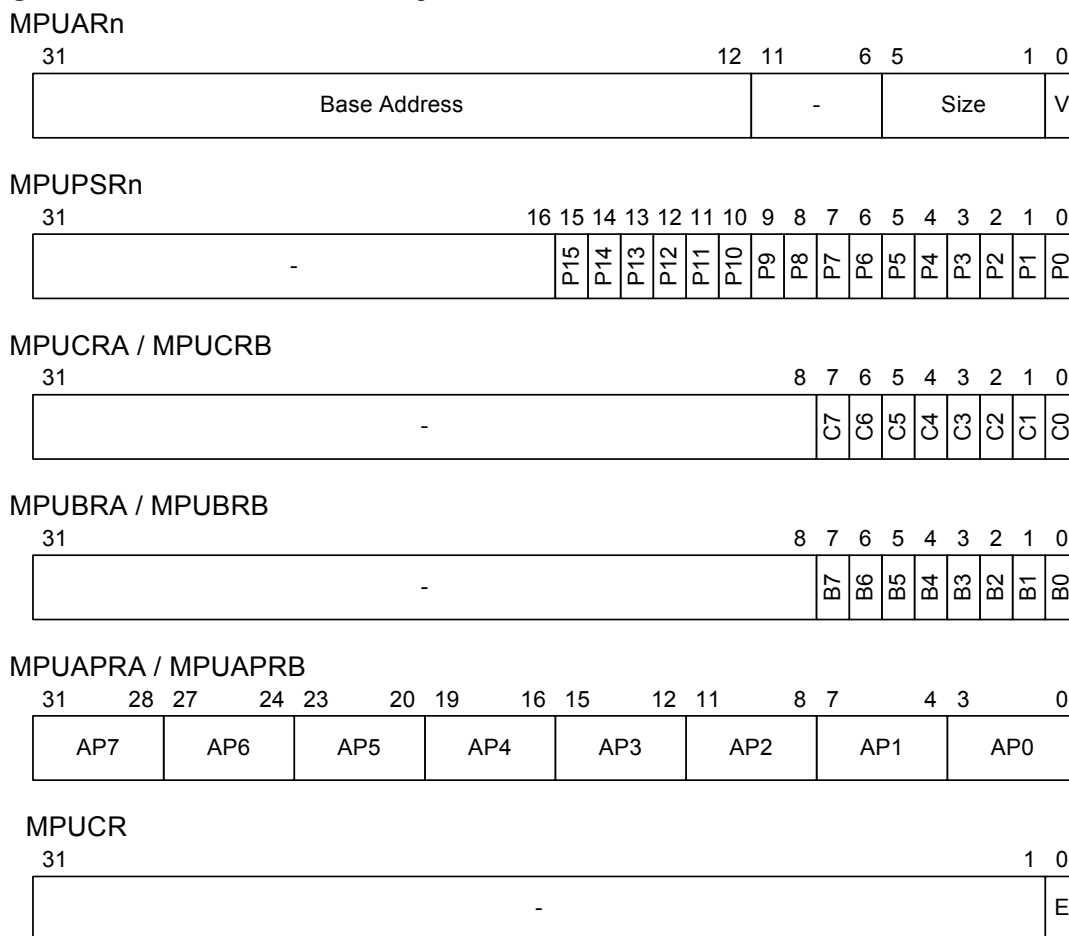 MPUARn
31 12 11 6 5 1 0
Base Address - Size V
MPUPSRn
31 16 15 14 13 12 11 10 9 8 7 6 5 4 3 2 1 0
- P15 P14 P13 P12 P11 P10 P9 P8 P7 P6 P5 P4 P3 P2 P1 P0
MPUCRA / MPUCRB
31 8 7 6 5 4 3 2 1 0
- C7 C6 C5 C4 C3 C2 C1 C0
MPUBRA / MPUBRB
31 8 7 6 5 4 3 2 1 0
- B7 B6 B5 B4 B3 B2 B1 B0
MPUAPRA / MPUAPRB
31 28 27 24 23 20 19 16 15 12 11 8 7 4 3 0
AP7 AP6 AP5 AP4 AP3 AP2 AP1 AP0
MPUCR
31 1 0
- E